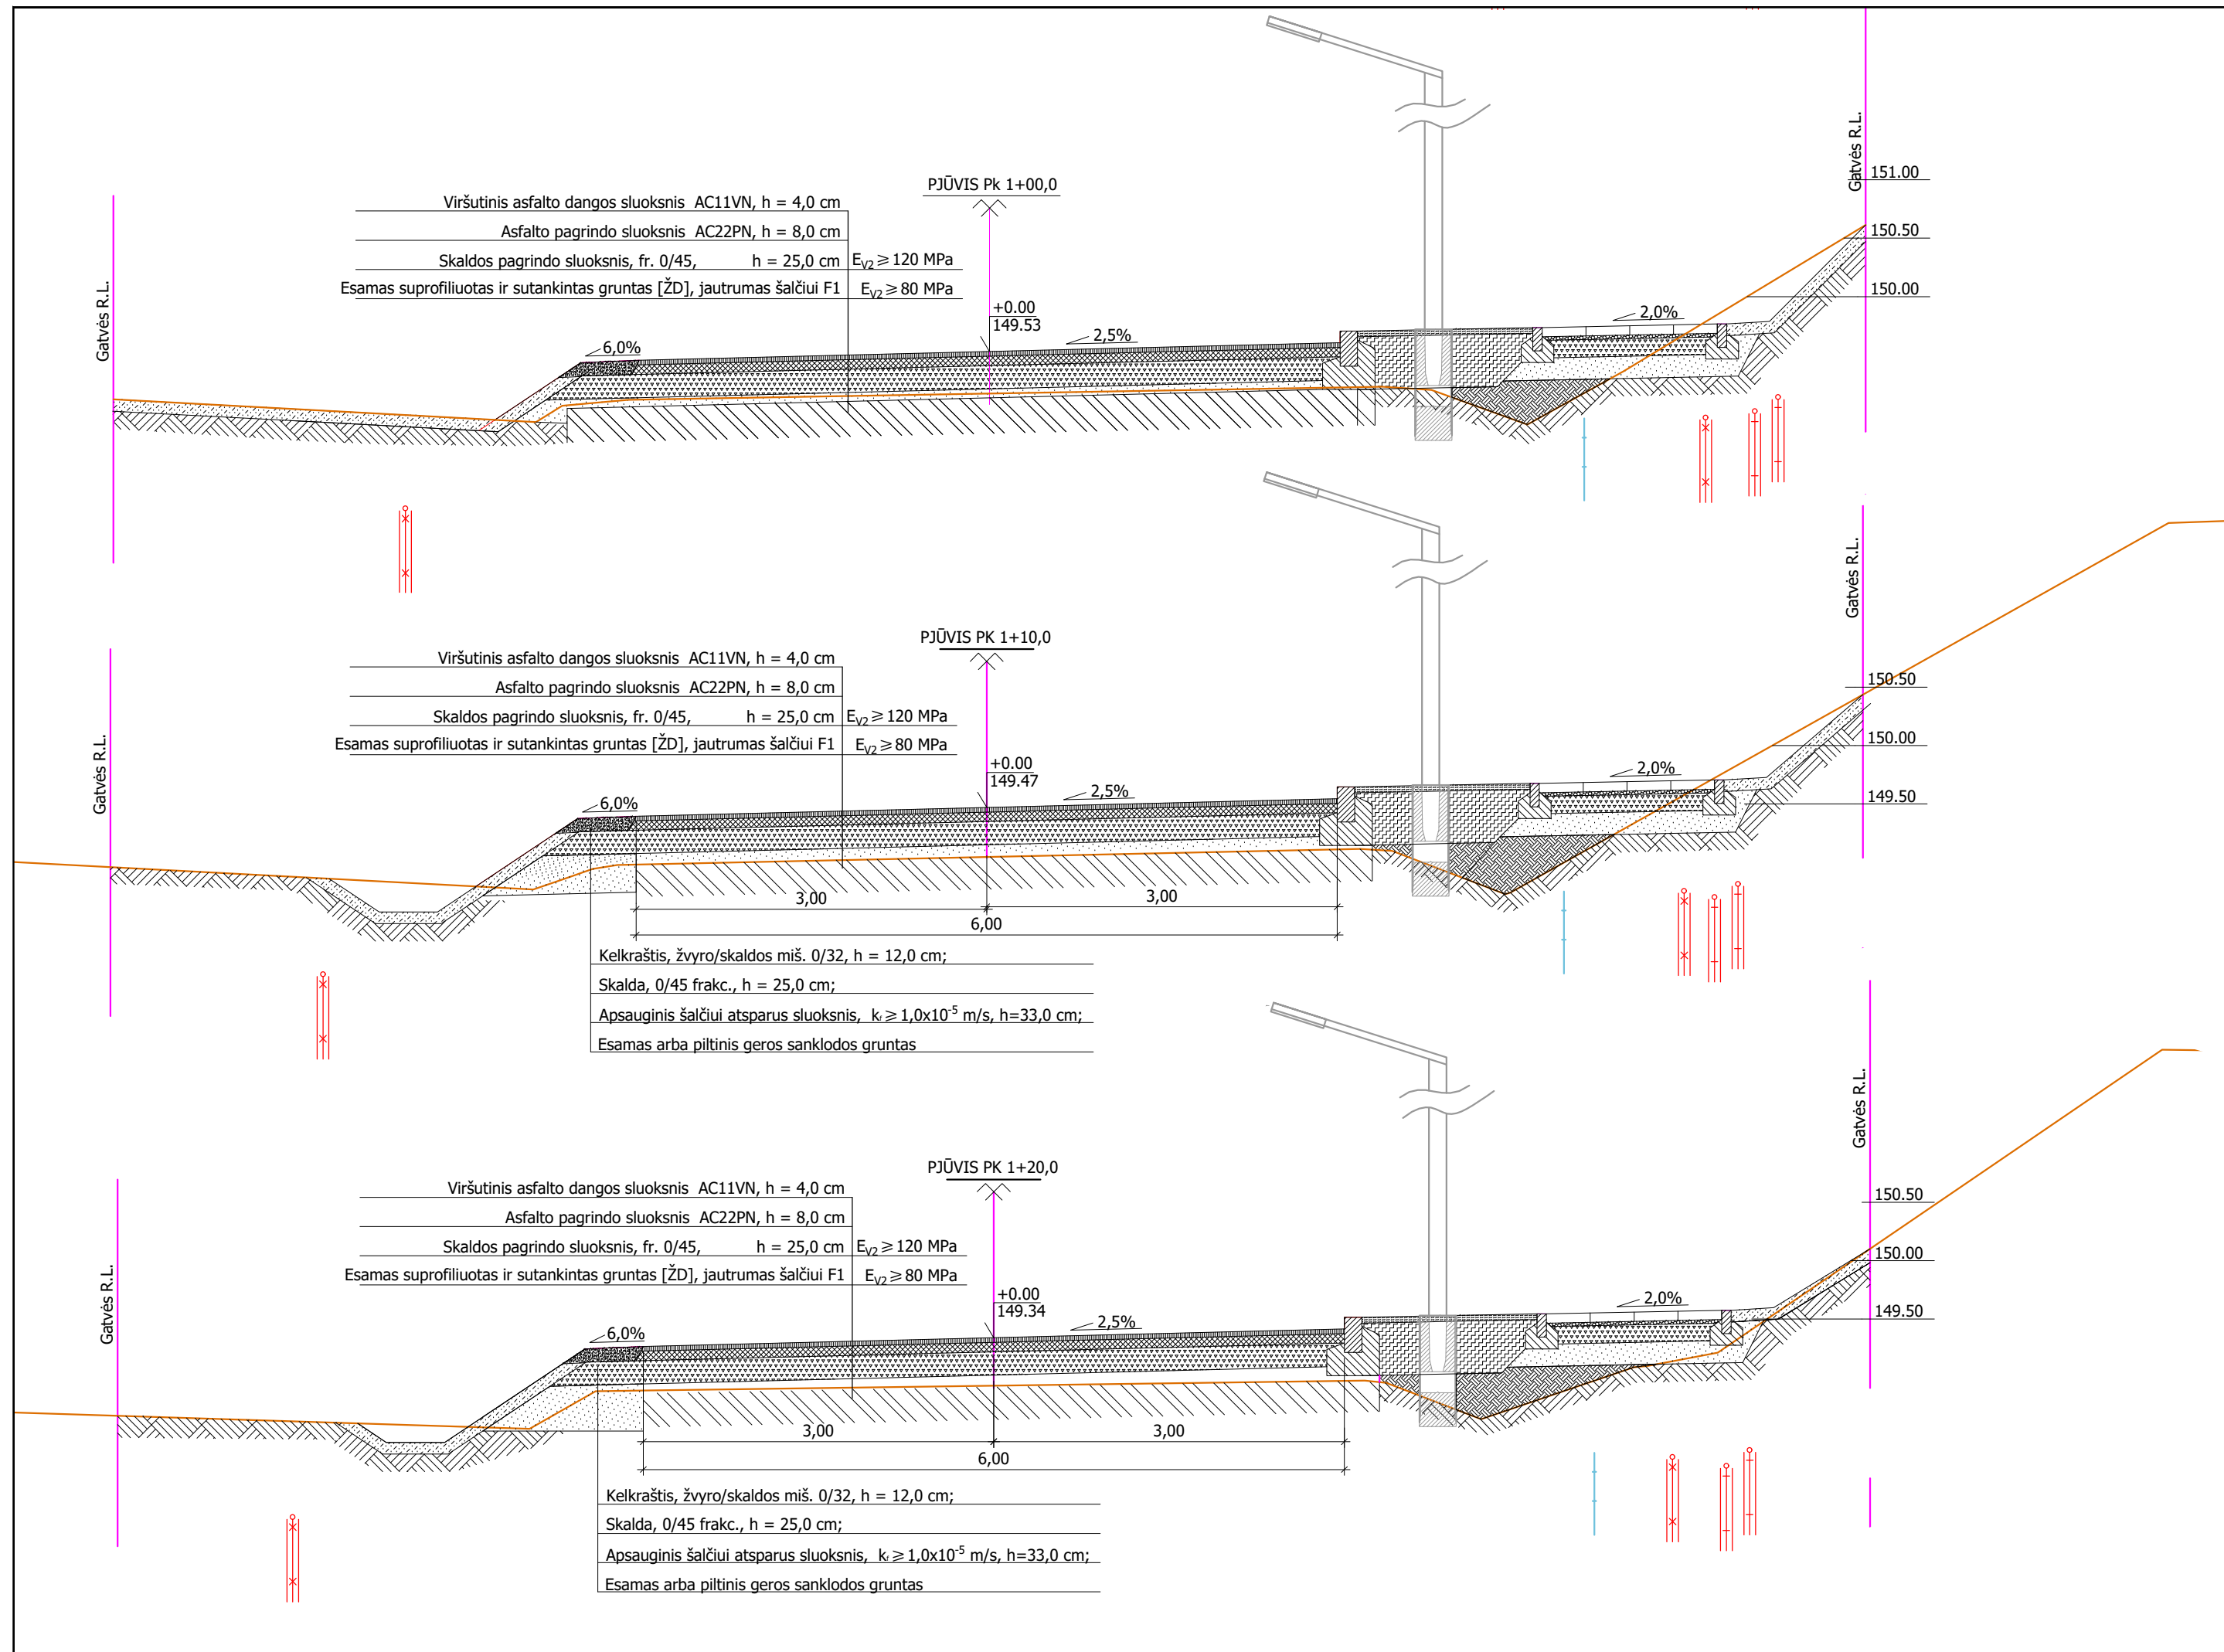 PJŪVIS Pk 1+00,0
Viršutinis asfalto dangos sluoksnis AC11VN, h = 4,0 cm
Asfalto pagrindo sluoksnis AC22PN, h = 8,0 cm
Skaldos pagrindo sluoksnis, fr. 0/45, h = 25,0 cm E_V2 ≥ 120 MPa
Esamas suprofiliuotas ir sutankintas gruntas [ŽD], jautrumas šalčiui F1 E_V2 ≥ 80 MPa
Gatvės R.L.
Gatvės R.L.
151.00
150.50
150.00
+0.00
149.53
6,0%
2,5%
2,0%
PJŪVIS PK 1+10,0
Viršutinis asfalto dangos sluoksnis AC11VN, h = 4,0 cm
Asfalto pagrindo sluoksnis AC22PN, h = 8,0 cm
Skaldos pagrindo sluoksnis, fr. 0/45, h = 25,0 cm E_V2 ≥ 120 MPa
Esamas suprofiliuotas ir sutankintas gruntas [ŽD], jautrumas šalčiui F1 E_V2 ≥ 80 MPa
Gatvės R.L.
Gatvės R.L.
150.50
150.00
149.50
+0.00
149.47
6,0%
2,5%
2,0%
3,00
3,00
6,00
Kelkraštis, žvyro/skaldos miš. 0/32, h = 12,0 cm;
Skalda, 0/45 frakc., h = 25,0 cm;
Apsauginis šalčiui atsparus sluoksnis, k ≥ 1,0x10⁻⁵ m/s, h=33,0 cm;
Esamas arba piltinis geros sanklodos gruntas
PJŪVIS PK 1+20,0
Viršutinis asfalto dangos sluoksnis AC11VN, h = 4,0 cm
Asfalto pagrindo sluoksnis AC22PN, h = 8,0 cm
Skaldos pagrindo sluoksnis, fr. 0/45, h = 25,0 cm E_V2 ≥ 120 MPa
Esamas suprofiliuotas ir sutankintas gruntas [ŽD], jautrumas šalčiui F1 E_V2 ≥ 80 MPa
Gatvės R.L.
Gatvės R.L.
150.50
150.00
149.50
+0.00
149.34
6,0%
2,5%
2,0%
3,00
3,00
6,00
Kelkraštis, žvyro/skaldos miš. 0/32, h = 12,0 cm;
Skalda, 0/45 frakc., h = 25,0 cm;
Apsauginis šalčiui atsparus sluoksnis, k ≥ 1,0x10⁻⁵ m/s, h=33,0 cm;
Esamas arba piltinis geros sanklodos gruntas